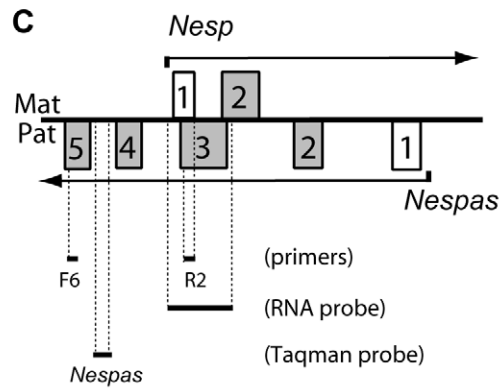 C
Nesp
1 2
Mat
Pat
5 4 3 2 1
Nespas
F6 R2 (primers)
(RNA probe)
(Taqman probe)
Nespas